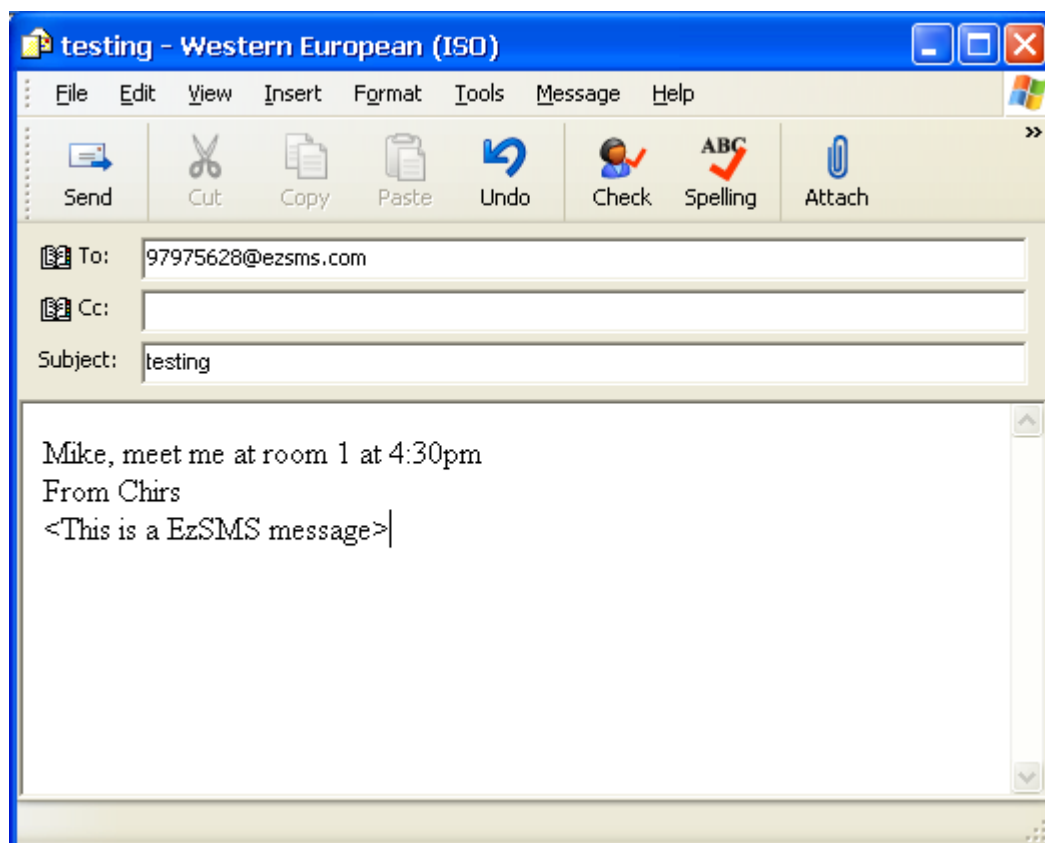 testing - Western European (ISO)
File Edit View Insert Format Tools Message Help
Send Cut Copy Paste Undo Check ABC Spelling Attach
To: 97975628@ezsms.com
Cc:
Subject: testing
Mike, meet me at room 1 at 4:30pm
From Chirs
<This is a EzSMS message>